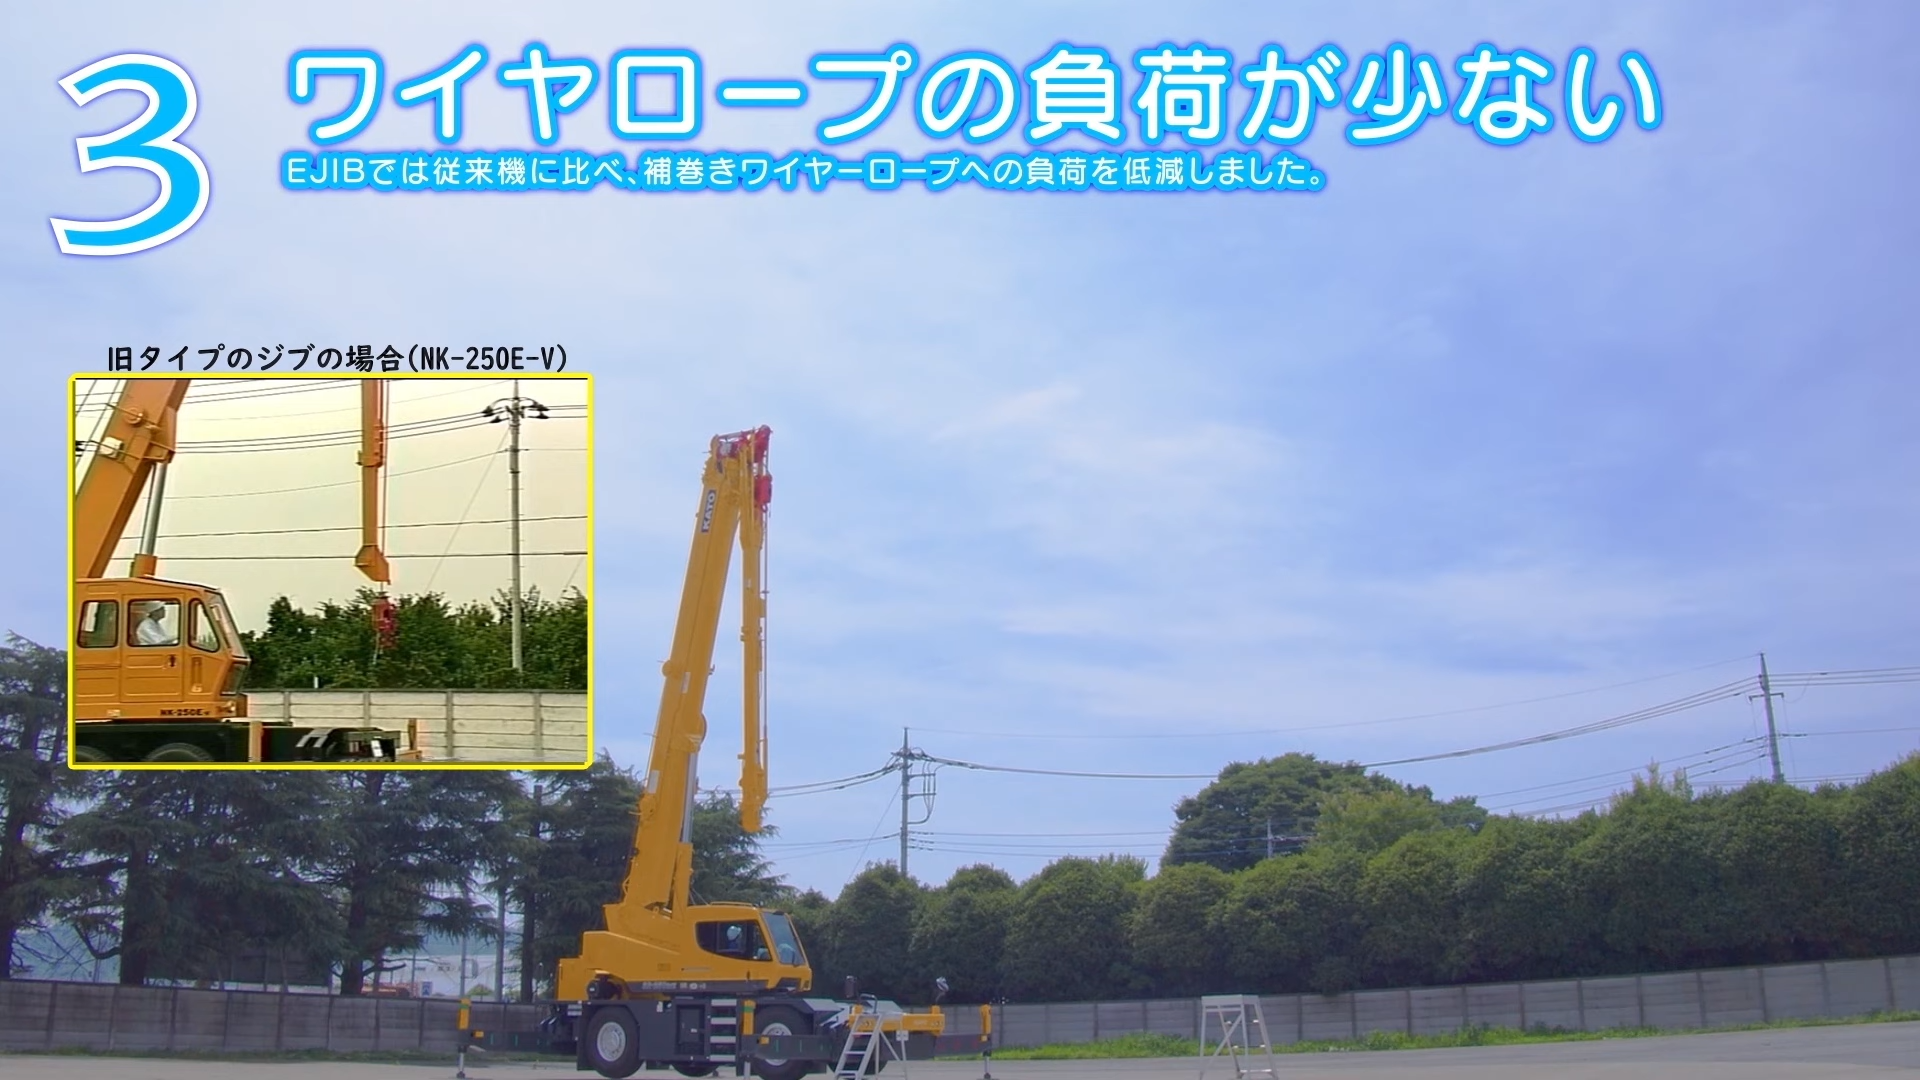 3
ワイヤロープの負荷が少ない
EJIBでは従来機に比べ、補巻きワイヤーロープへの負荷を低減しました。
旧タイプのジブの場合(NK-250E-V)
KATO
NK-250E-V